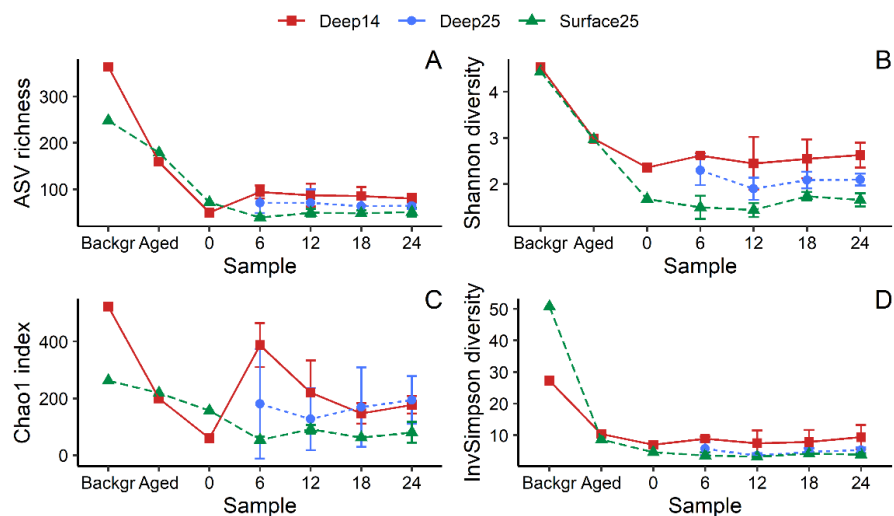 Deep14 Deep25 Surface25
A
ASV richness
300
200
100
Backgr Aged 0 6 12 18 24
Sample
B
Shannon diversity
4
3
2
Backgr Aged 0 6 12 18 24
Sample
C
Chao1 index
400
200
0
Backgr Aged 0 6 12 18 24
Sample
D
InvSimpson diversity
50
40
30
20
10
Backgr Aged 0 6 12 18 24
Sample